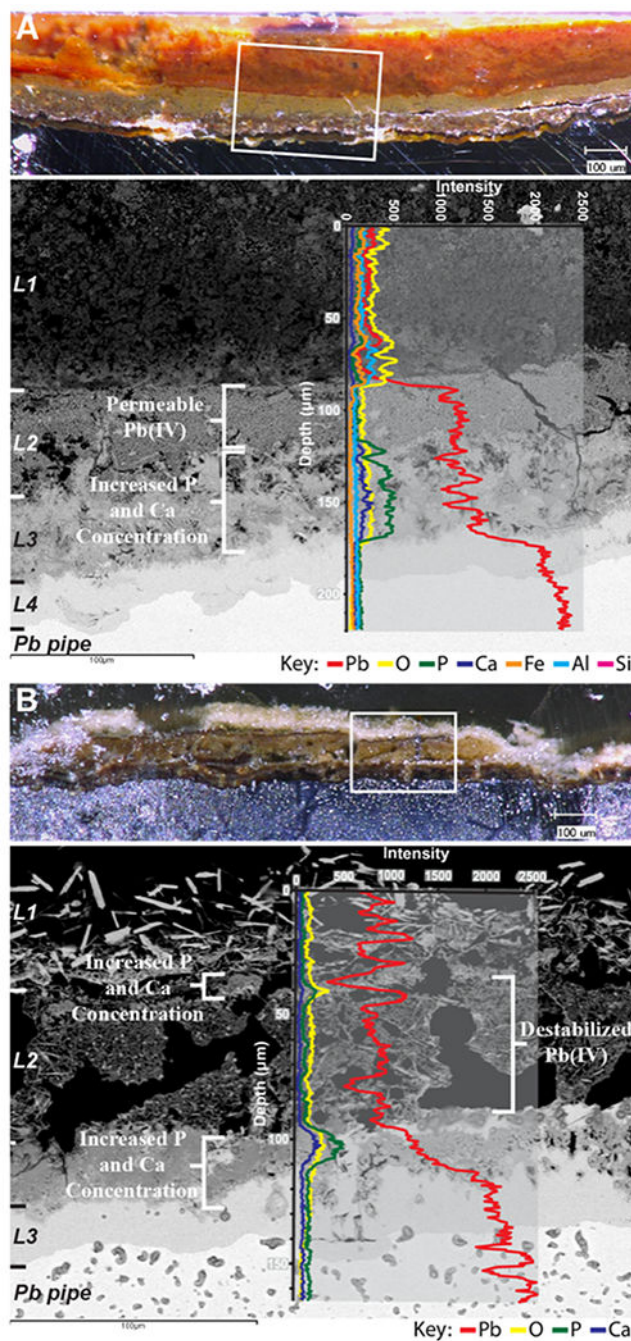 A
100 um
Intensity
0 500 1000 1500 2000 2500
0
L1
50
Permeable
Pb(IV)
100
L2
Depth (µm)
Increased P
and Ca
Concentration
150
L3
L4
200
Pb pipe
100µm
Key: Pb O P Ca Fe Al Si
B
100 um
Intensity
500 1000 1500 2000 2500
0
L1
Increased P
and Ca
Concentration
Destabilized
Pb(IV)
50
L2
Depth (µm)
Increased P
and Ca
Concentration
100
L3
150
Pb pipe
100µm
Key: Pb O P Ca